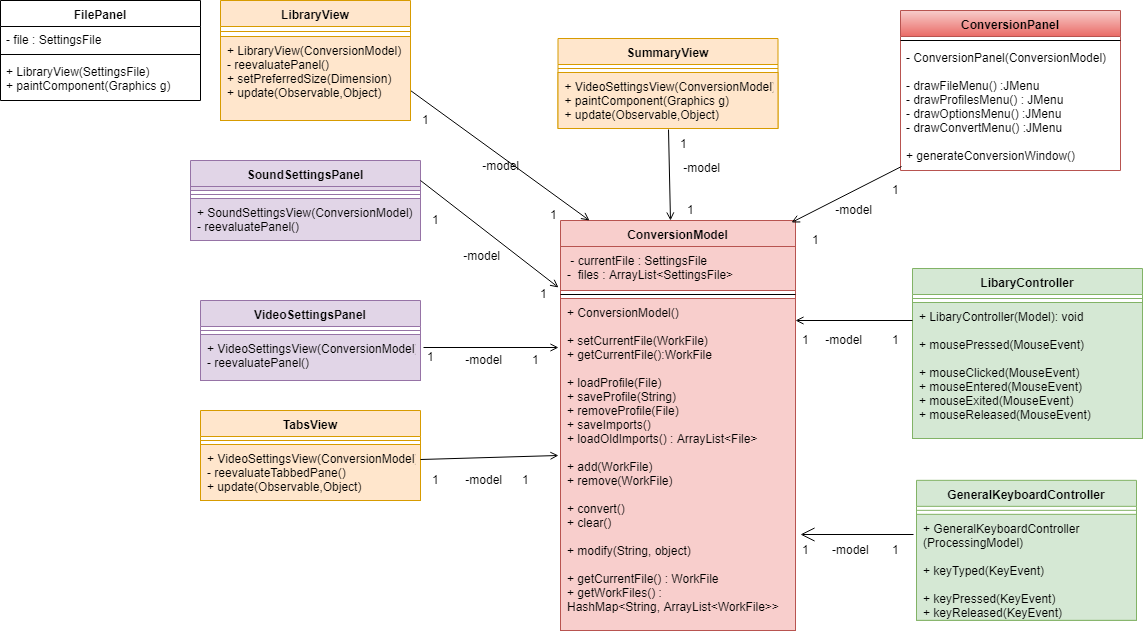 FilePanel
- file : SettingsFile
+ LibraryView(SettingsFile)
+ paintComponent(Graphics g)
LibraryView
+ LibraryView(ConversionModel)
- reevaluatePanel()
+ setPreferredSize(Dimension)
+ update(Observable,Object)
SummaryView
+ VideoSettingsView(ConversionModel
+ paintComponent(Graphics g)
+ update(Observable,Object)
ConversionPanel
- ConversionPanel(ConversionModel)
- drawFileMenu() :JMenu
- drawProfilesMenu() : JMenu
- drawOptionsMenu() :JMenu
- drawConvertMenu() :JMenu
+ generateConversionWindow()
1
-model
1
1
-model
1
1
-model
1
SoundSettingsPanel
+ SoundSettingsView(ConversionModel)
- reevaluatePanel()
1
-model
1
VideoSettingsPanel
+ VideoSettingsView(ConversionModel
- reevaluatePanel()
1
-model
1
TabsView
+ VideoSettingsView(ConversionModel
- reevaluateTabbedPane()
+ update(Observable,Object)
1
-model
1
ConversionModel
- currentFile : SettingsFile
- files : ArrayList<SettingsFile>
+ ConversionModel()
+ setCurrentFile(WorkFile)
+ getCurrentFile():WorkFile
+ loadProfile(File)
+ saveProfile(String)
+ removeProfile(File)
+ saveImports()
+ loadOldImports() : ArrayList<File>
+ add(WorkFile)
+ remove(WorkFile)
+ convert()
+ clear()
+ modify(String, object)
+ getCurrentFile() : WorkFile
+ getWorkFiles() :
HashMap<String, ArrayList<WorkFile>>
LibaryController
+ LibaryController(Model): void
+ mousePressed(MouseEvent)
+ mouseClicked(MouseEvent)
+ mouseEntered(MouseEvent)
+ mouseExited(MouseEvent)
+ mouseReleased(MouseEvent)
1
-model
1
GeneralKeyboardController
+ GeneralKeyboardController
(ProcessingModel)
+ keyTyped(KeyEvent)
+ keyPressed(KeyEvent)
+ keyReleased(KeyEvent)
1
-model
1